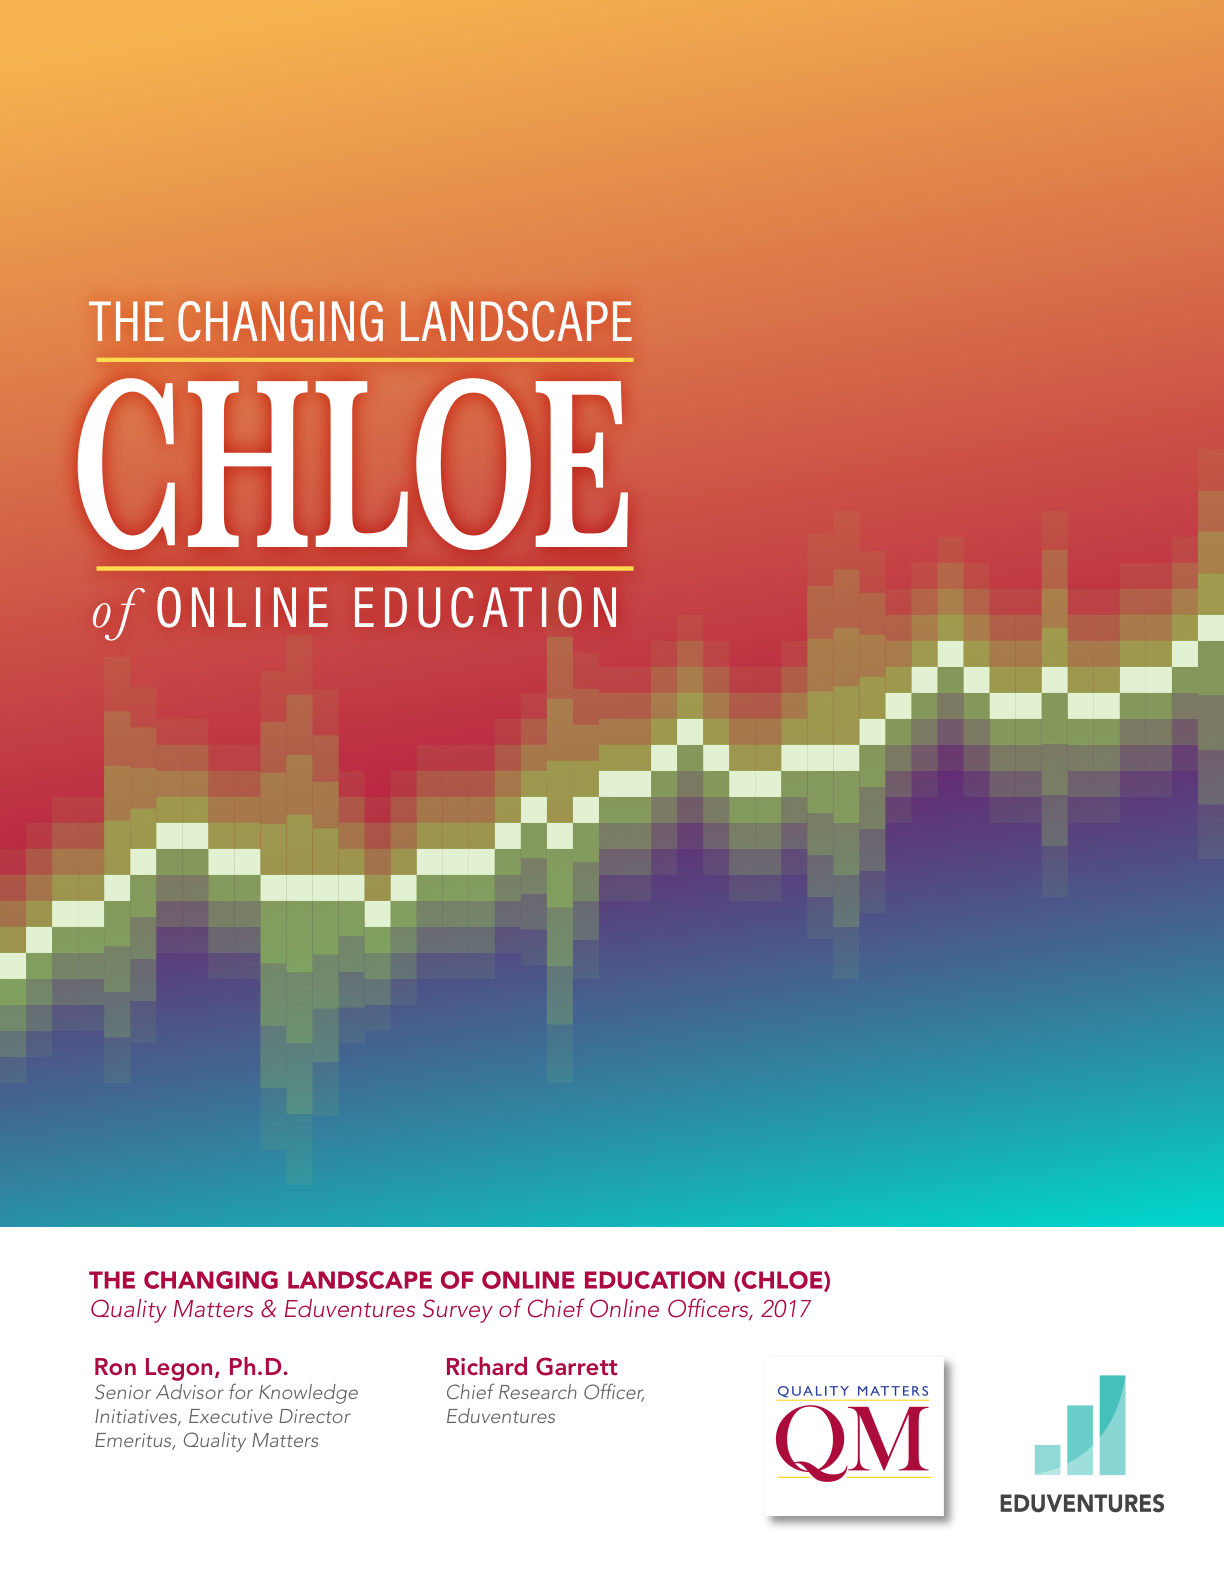 THE CHANGING LANDSCAPE
CHLOE
of ONLINE EDUCATION
THE CHANGING LANDSCAPE OF ONLINE EDUCATION (CHLOE)
Quality Matters & Eduventures Survey of Chief Online Officers, 2017
Ron Legon, Ph.D.
Senior Advisor for Knowledge
Initiatives, Executive Director
Emeritus, Quality Matters
Richard Garrett
Chief Research Officer,
Eduventures
QUALITY MATTERS
QM
EDUVENTURES